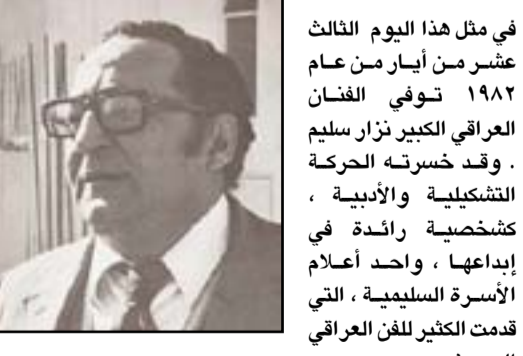 في مثل هذا اليوم الثالث
عشر من أيار من عام
١٩٨٢ توفي الفنان
العراقي الكبير نزار سليم
. وقد خسرته الحركة
التشكيلية والأدبية ،
كشخصية رائدة في
إبداعها ، واحد أعلام
الأسرة السليمية ، التي
قدمت الكثير للفن العراقي